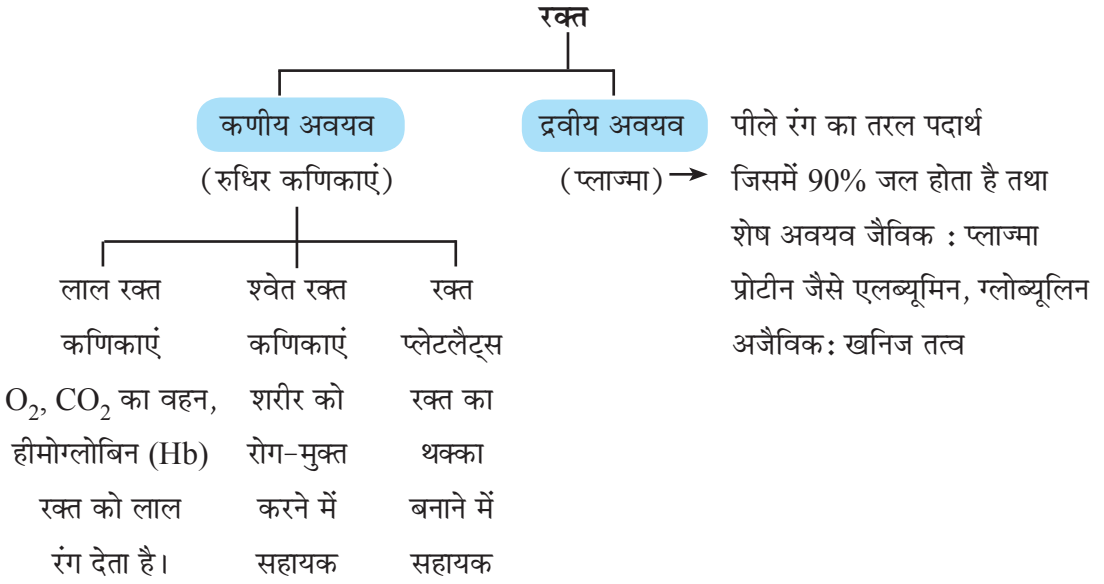 रक्त
कणीय अवयव
(रुधिर कणिकाएं)
द्रवीय अवयव
(प्लाज्मा)
पीले रंग का तरल पदार्थ
जिसमें 90% जल होता है तथा
शेष अवयव जैविक : प्लाज्मा
प्रोटीन जैसे एलब्यूमिन, ग्लोब्यूलिन
अजैविक: खनिज तत्व
लाल रक्त
कणिकाएं
O₂, CO₂ का वहन,
हीमोग्लोबिन (Hb)
रक्त को लाल
रंग देता है।
श्वेत रक्त
कणिकाएं
शरीर को
रोग-मुक्त
करने में
सहायक
रक्त
प्लेटलैट्स
रक्त का
थक्का
बनाने में
सहायक